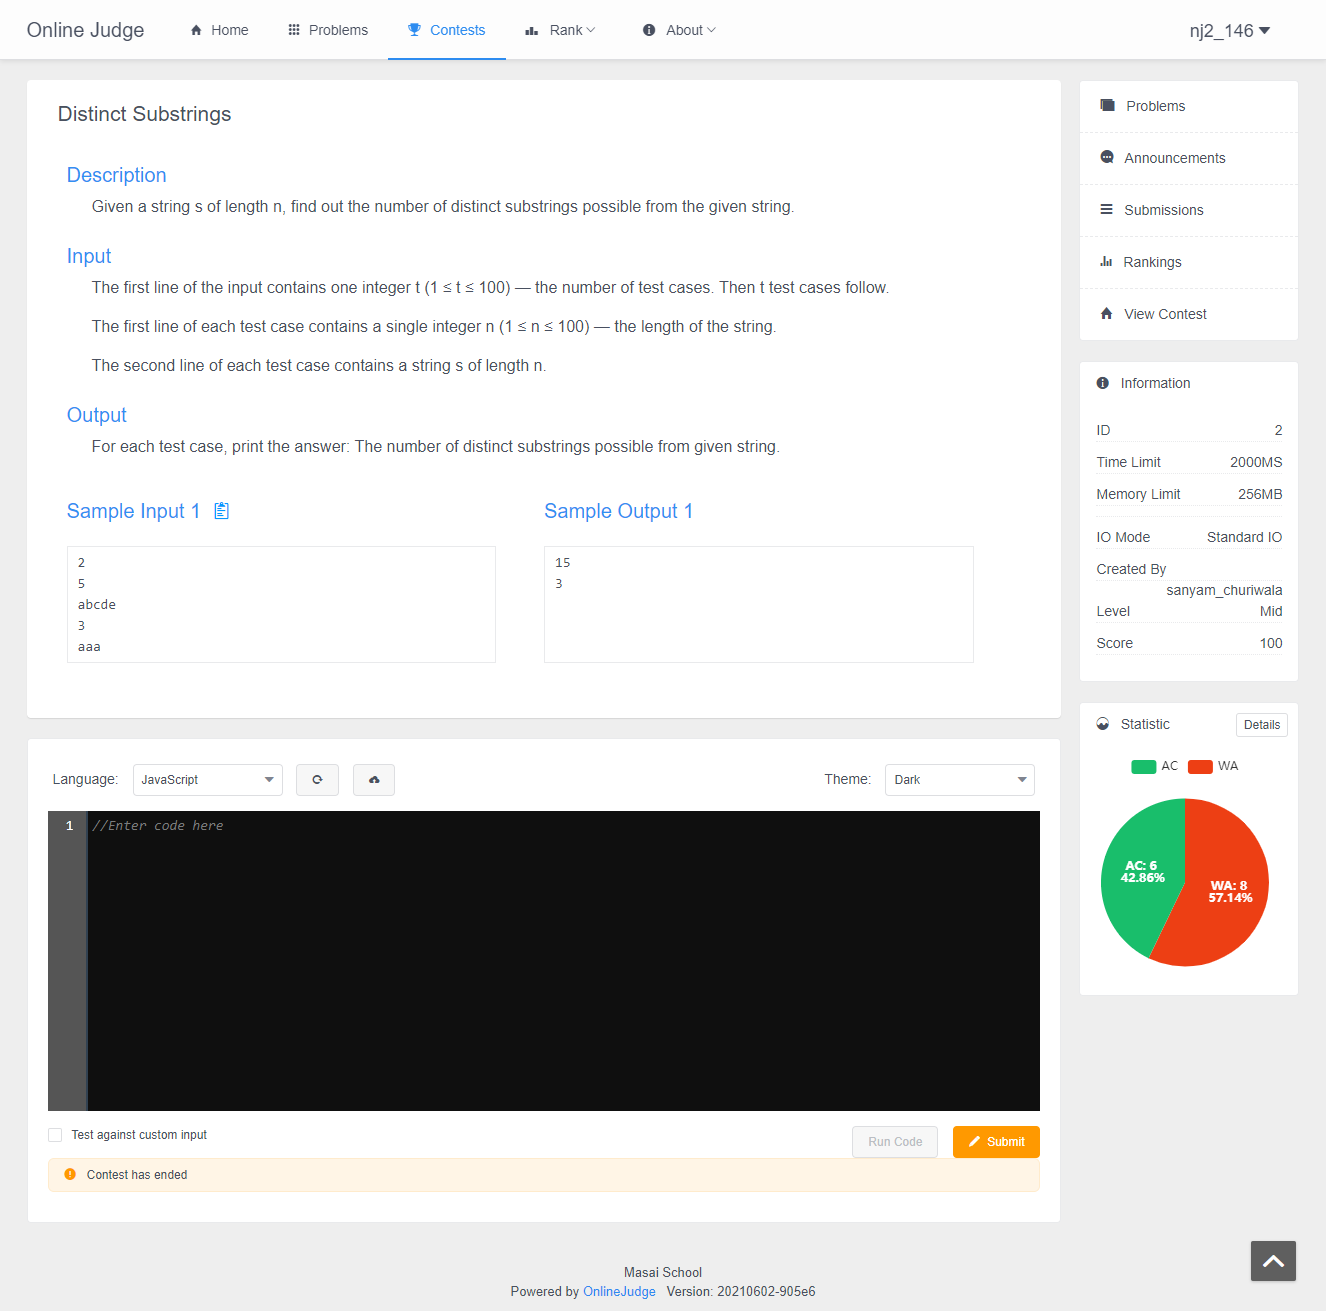 Online Judge
Home
Problems
Contests
Rank
About
nj2_146
Distinct Substrings
Description
Given a string s of length n, find out the number of distinct substrings possible from the given string.
Input
The first line of the input contains one integer t (1 ≤ t ≤ 100) — the number of test cases. Then t test cases follow.
The first line of each test case contains a single integer n (1 ≤ n ≤ 100) — the length of the string.
The second line of each test case contains a string s of length n.
Output
For each test case, print the answer: The number of distinct substrings possible from given string.
Sample Input 1
2
5
abcde
3
aaa
Sample Output 1
15
3
Language:
JavaScript
Theme:
Dark
1 //Enter code here
Test against custom input
Run Code
Submit
Contest has ended
Problems
Announcements
Submissions
Rankings
View Contest
Information
ID 2
Time Limit 2000MS
Memory Limit 256MB
IO Mode Standard IO
Created By
sanyam_churiwala
Level Mid
Score 100
Statistic
Details
AC WA
AC: 6
42.86%
WA: 8
57.14%
Masai School
Powered by OnlineJudge Version: 20210602-905e6